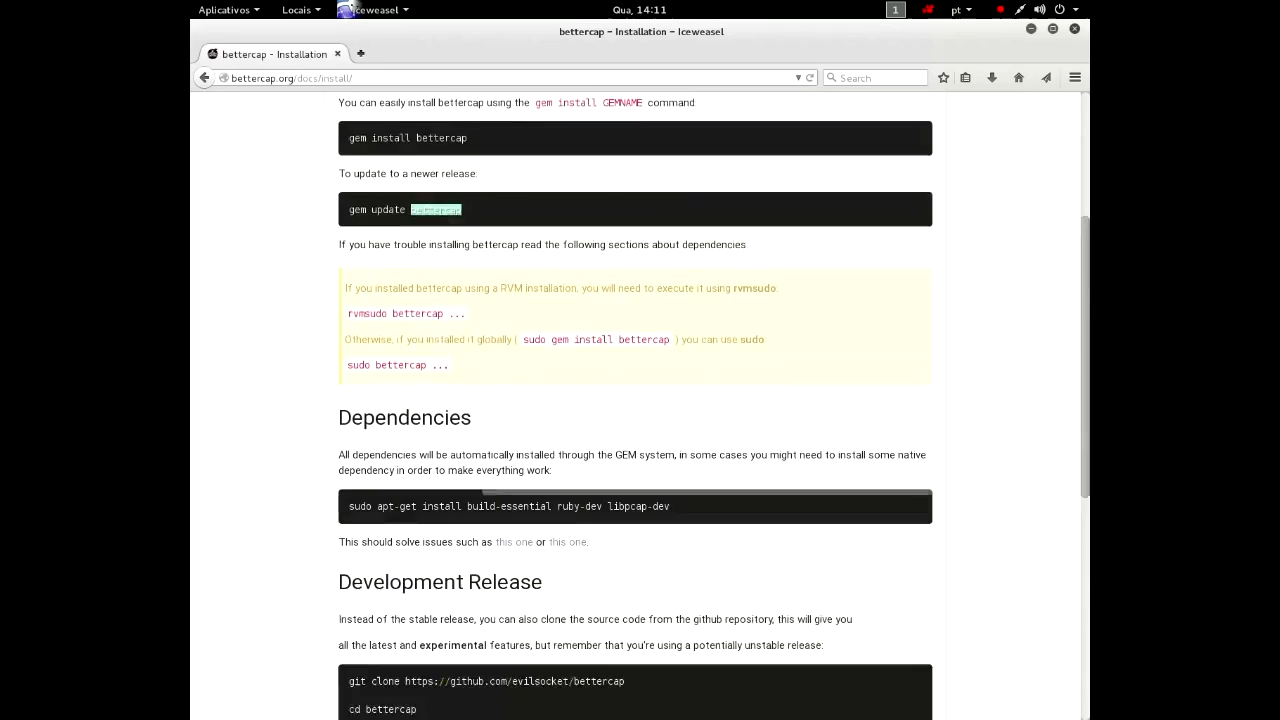 Aplicativos Locais Iceweasel Qua, 14:11 1 pt
bettercap - Installation - Iceweasel
bettercap - Installation
bettercap.org/docs/install/ Search
You can easily install bettercap using the gem install GEMNAME command
gem install bettercap
To update to a newer release:
gem update bettercap
If you have trouble installing bettercap read the following sections about dependencies.
If you installed bettercap using a RVM installation, you will need to execute it using rvmsudo:
rvmsudo bettercap ...
Otherwise, if you installed it globally ( sudo gem install bettercap ) you can use sudo:
sudo bettercap ...
Dependencies
All dependencies will be automatically installed through the GEM system, in some cases you might need to install some native
dependency in order to make everything work:
sudo apt-get install build-essential ruby-dev libpcap-dev
This should solve issues such as this one or this one.
Development Release
Instead of the stable release, you can also clone the source code from the github repository, this will give you
all the latest and experimental features, but remember that you're using a potentially unstable release:
git clone https://github.com/evilsocket/bettercap
cd bettercap